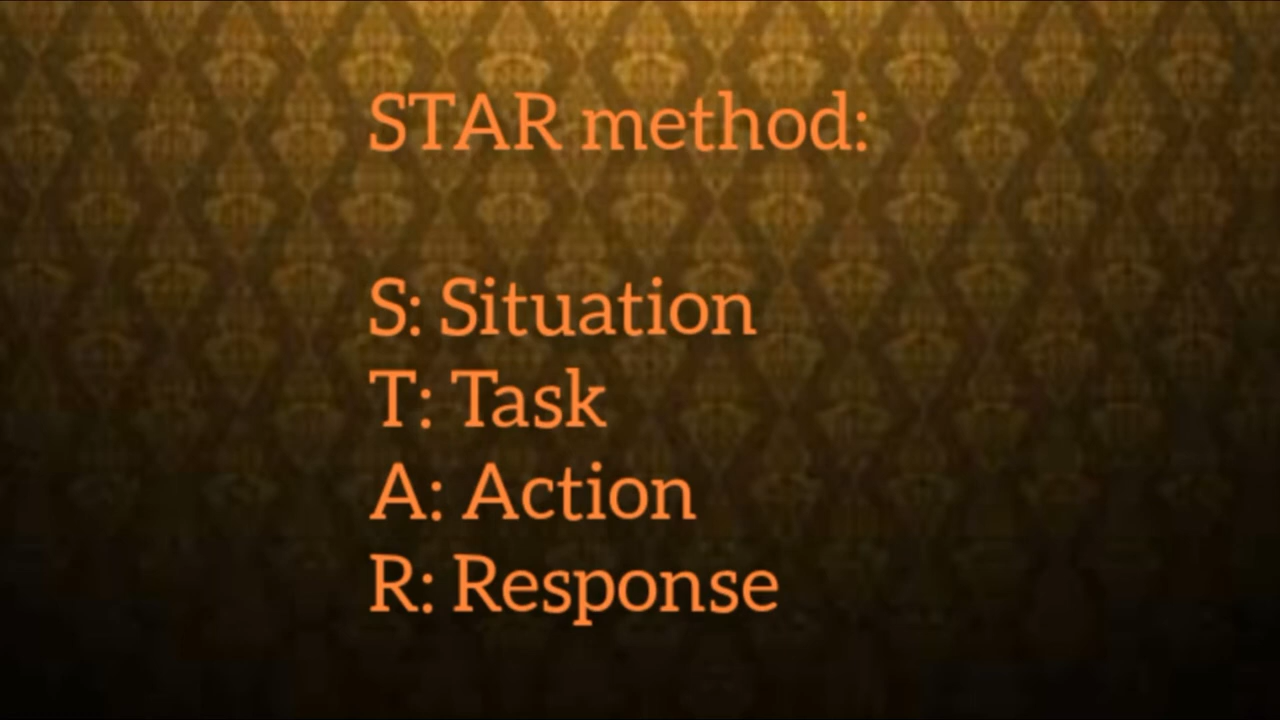 STAR method:
S: Situation
T: Task
A: Action
R: Response